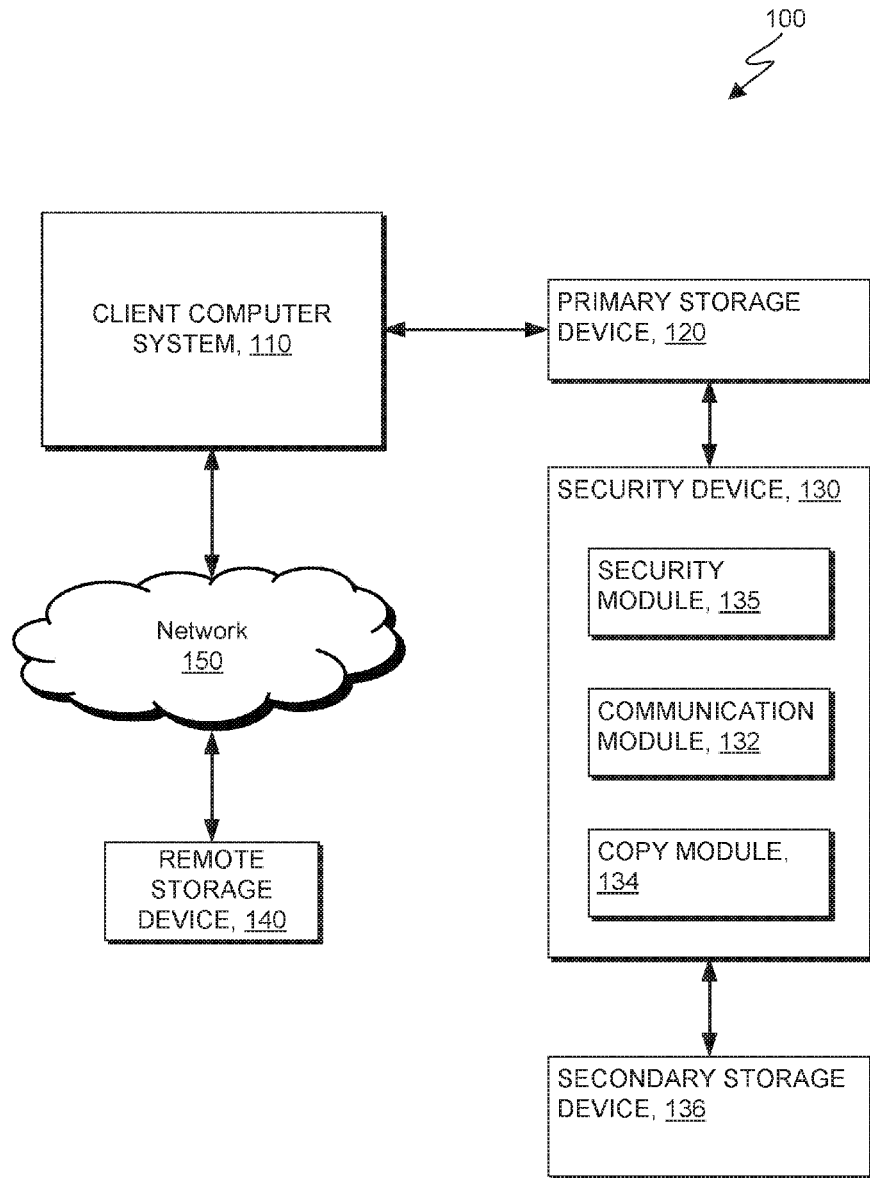 100
CLIENT COMPUTER
SYSTEM, 110
PRIMARY STORAGE
DEVICE, 120
SECURITY DEVICE, 130
SECURITY
MODULE, 135
Network
150
COMMUNICATION
MODULE, 132
COPY MODULE,
134
REMOTE
STORAGE
DEVICE, 140
SECONDARY STORAGE
DEVICE, 136